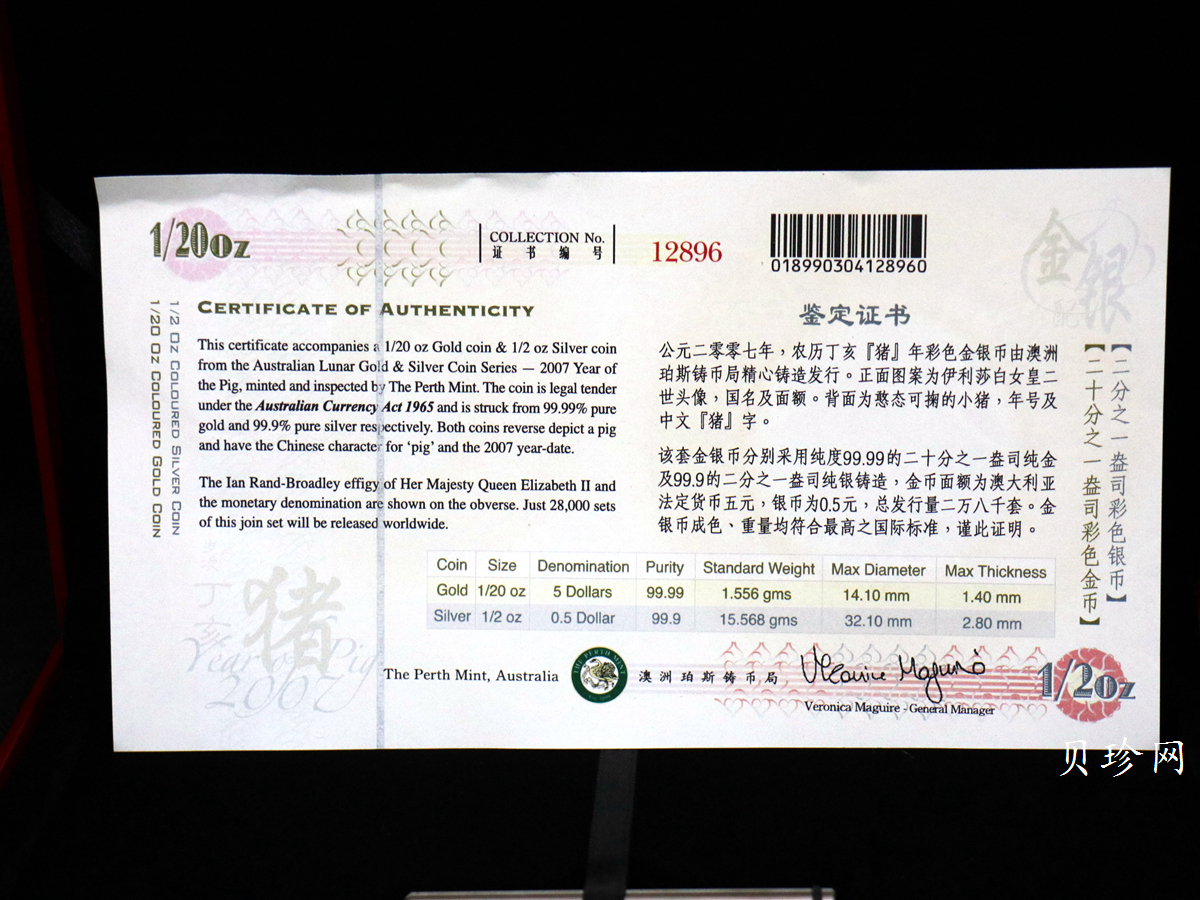 1/20oz
COLLECTION No.
证书编号
12896
018990304128960
金银
配
CERTIFICATE OF AUTHENTICITY
This certificate accompanies a 1/20 oz Gold coin & 1/2 oz Silver coin
from the Australian Lunar Gold & Silver Coin Series — 2007 Year of
the Pig, minted and inspected by The Perth Mint. The coin is legal tender
under the Australian Currency Act 1965 and is struck from 99.99% pure
gold and 99.9% pure silver respectively. Both coins reverse depict a pig
and have the Chinese character for ‘pig’ and the 2007 year-date.
The Ian Rand-Broadley effigy of Her Majesty Queen Elizabeth II and
the monetary denomination are shown on the obverse. Just 28,000 sets
of this join set will be released worldwide.
1/2 OZ COLOURED SILVER COIN
1/20 OZ COLOURED GOLD COIN
鉴定证书
公元二零零七年，农历丁亥『猪』年彩色金银币由澳洲
珀斯铸币局精心铸造发行。正面图案为伊利莎白女皇二
世头像，国名及面额。背面为憨态可掬的小猪，年号及
中文『猪』字。
该套金银币分别采用纯度99.99的二十分之一盎司纯金
及99.9的二分之一盎司纯银铸造，金币面额为澳大利亚
法定货币五元，银币为0.5元，总发行量二万八千套。金
银币成色、重量均符合最高之国际标准，谨此证明。
【二分之一盎司彩色银币】
【二十分之一盎司彩色金币】
Coin Size Denomination Purity Standard Weight Max Diameter Max Thickness
Gold 1/20 oz 5 Dollars 99.99 1.556 gms 14.10 mm 1.40 mm
Silver 1/2 oz 0.5 Dollar 99.9 15.568 gms 32.10 mm 2.80 mm
丁亥
猪
Year of the Pig
2007
The Perth Mint, Australia
THE PERTH MINT
澳洲珀斯铸币局
Veronica Maguire
Veronica Maguire - General Manager
1/2oz
贝珍网